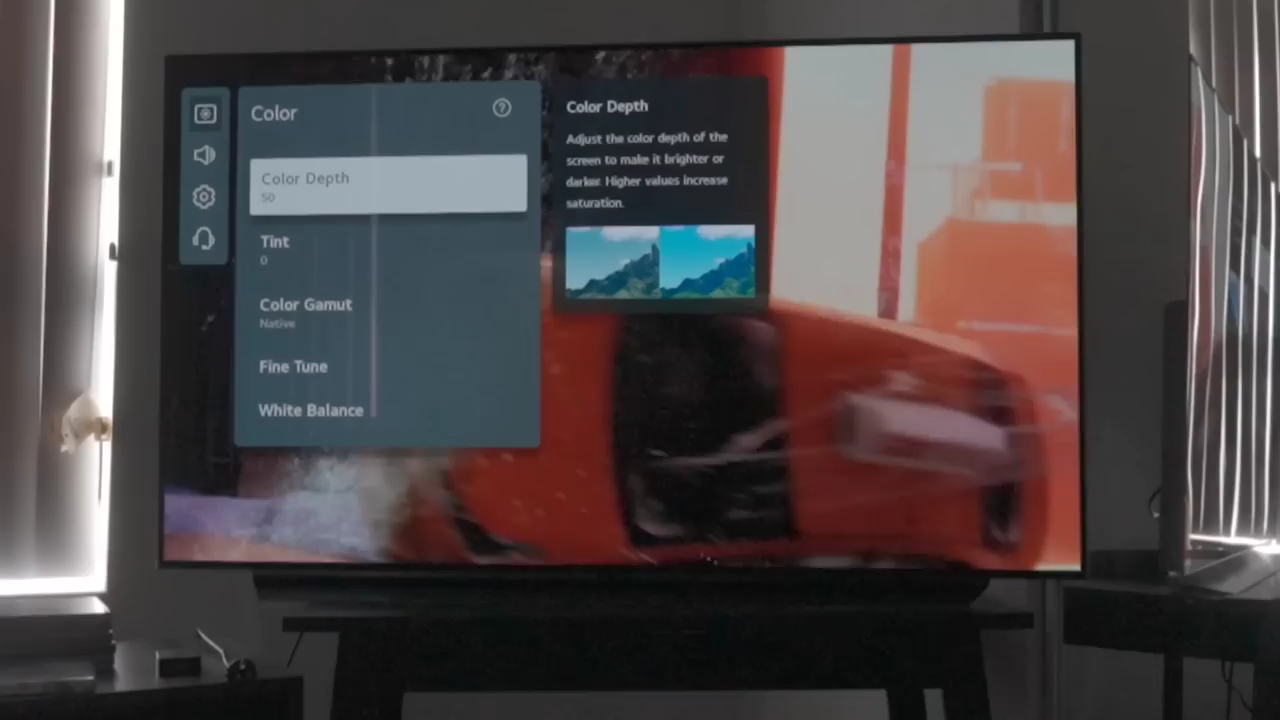 Color
?
Color Depth
50
Tint
0
Color Gamut
Native
Fine Tune
White Balance
Color Depth
Adjust the color depth of the
screen to make it brighter or
darker. Higher values increase
saturation.